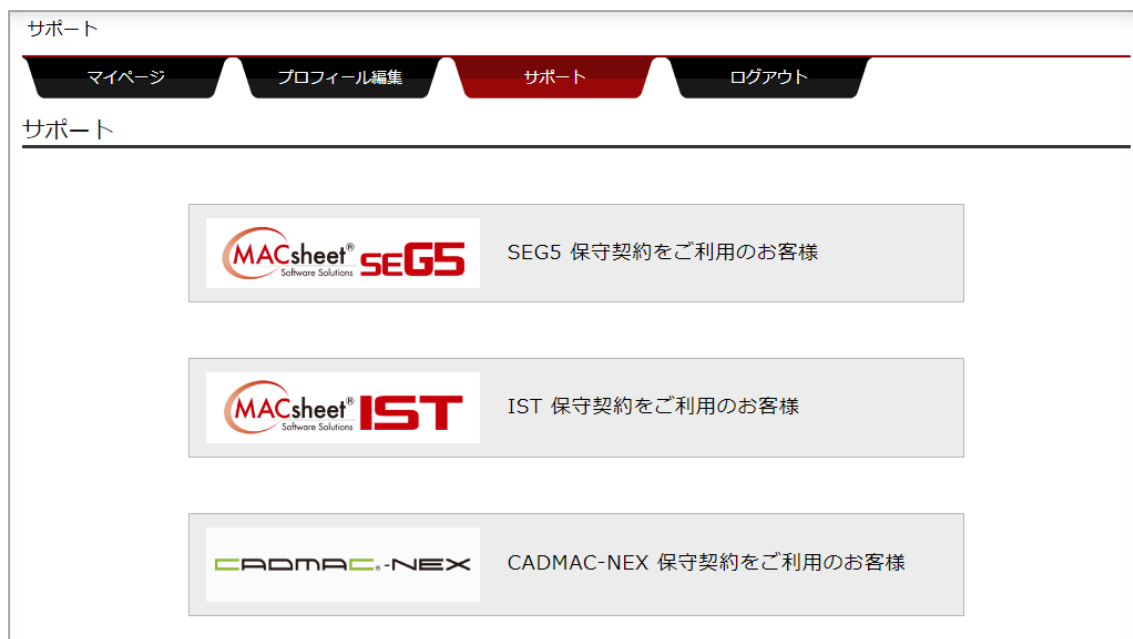 サポート
マイページ
プロフィール編集
サポート
ログアウト
サポート
MACsheet® SEG5
Software Solutions
SEG5 保守契約をご利用のお客様
MACsheet® IST
Software Solutions
IST 保守契約をご利用のお客様
CADMAC®-NEX
CADMAC-NEX 保守契約をご利用のお客様